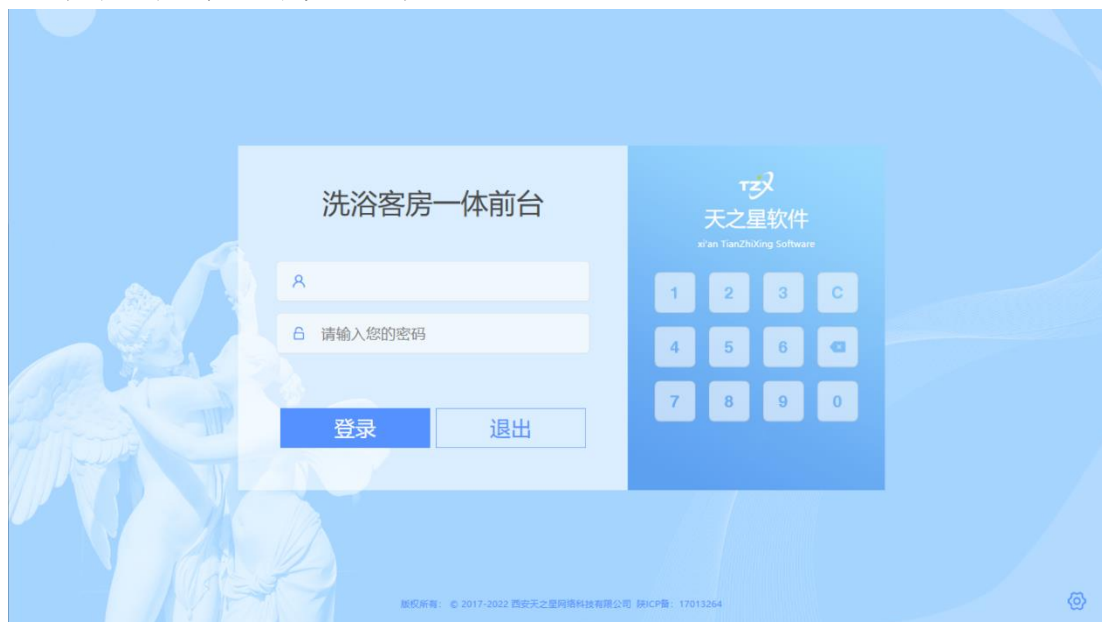 洗浴客房一体前台
请输入您的密码
登录 退出
TZX
天之星软件
xi'an TianZhiXing Software
1 2 3 C
4 5 6
7 8 9 0
版权所有: © 2017-2022 西安天之星网络科技有限公司 陕ICP备: 17013264